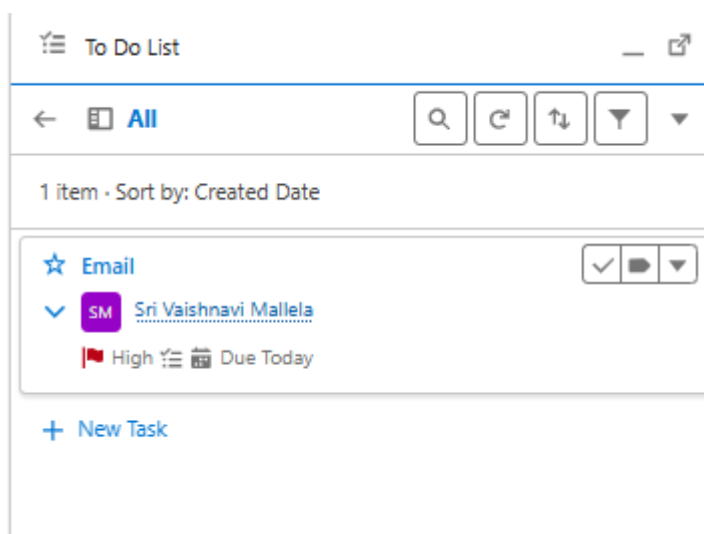 To Do List
All
1 item · Sort by: Created Date
Email
SM Sri Vaishnavi Mallela
High Due Today
+ New Task